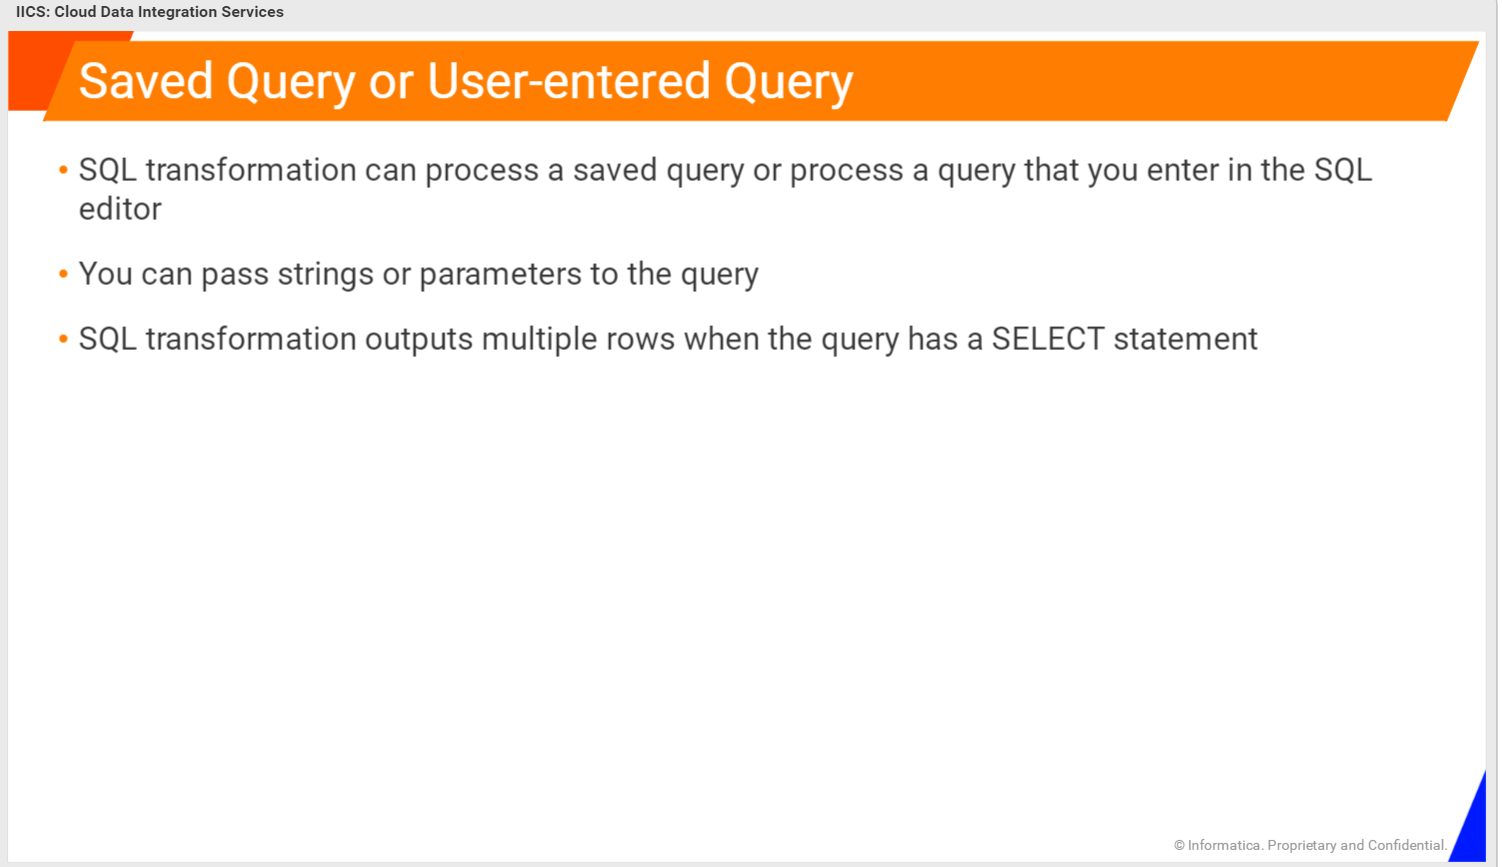 IICS: Cloud Data Integration Services
Saved Query or User-entered Query
• SQL transformation can process a saved query or process a query that you enter in the SQL
editor
• You can pass strings or parameters to the query
• SQL transformation outputs multiple rows when the query has a SELECT statement
© Informatica. Proprietary and Confidential.